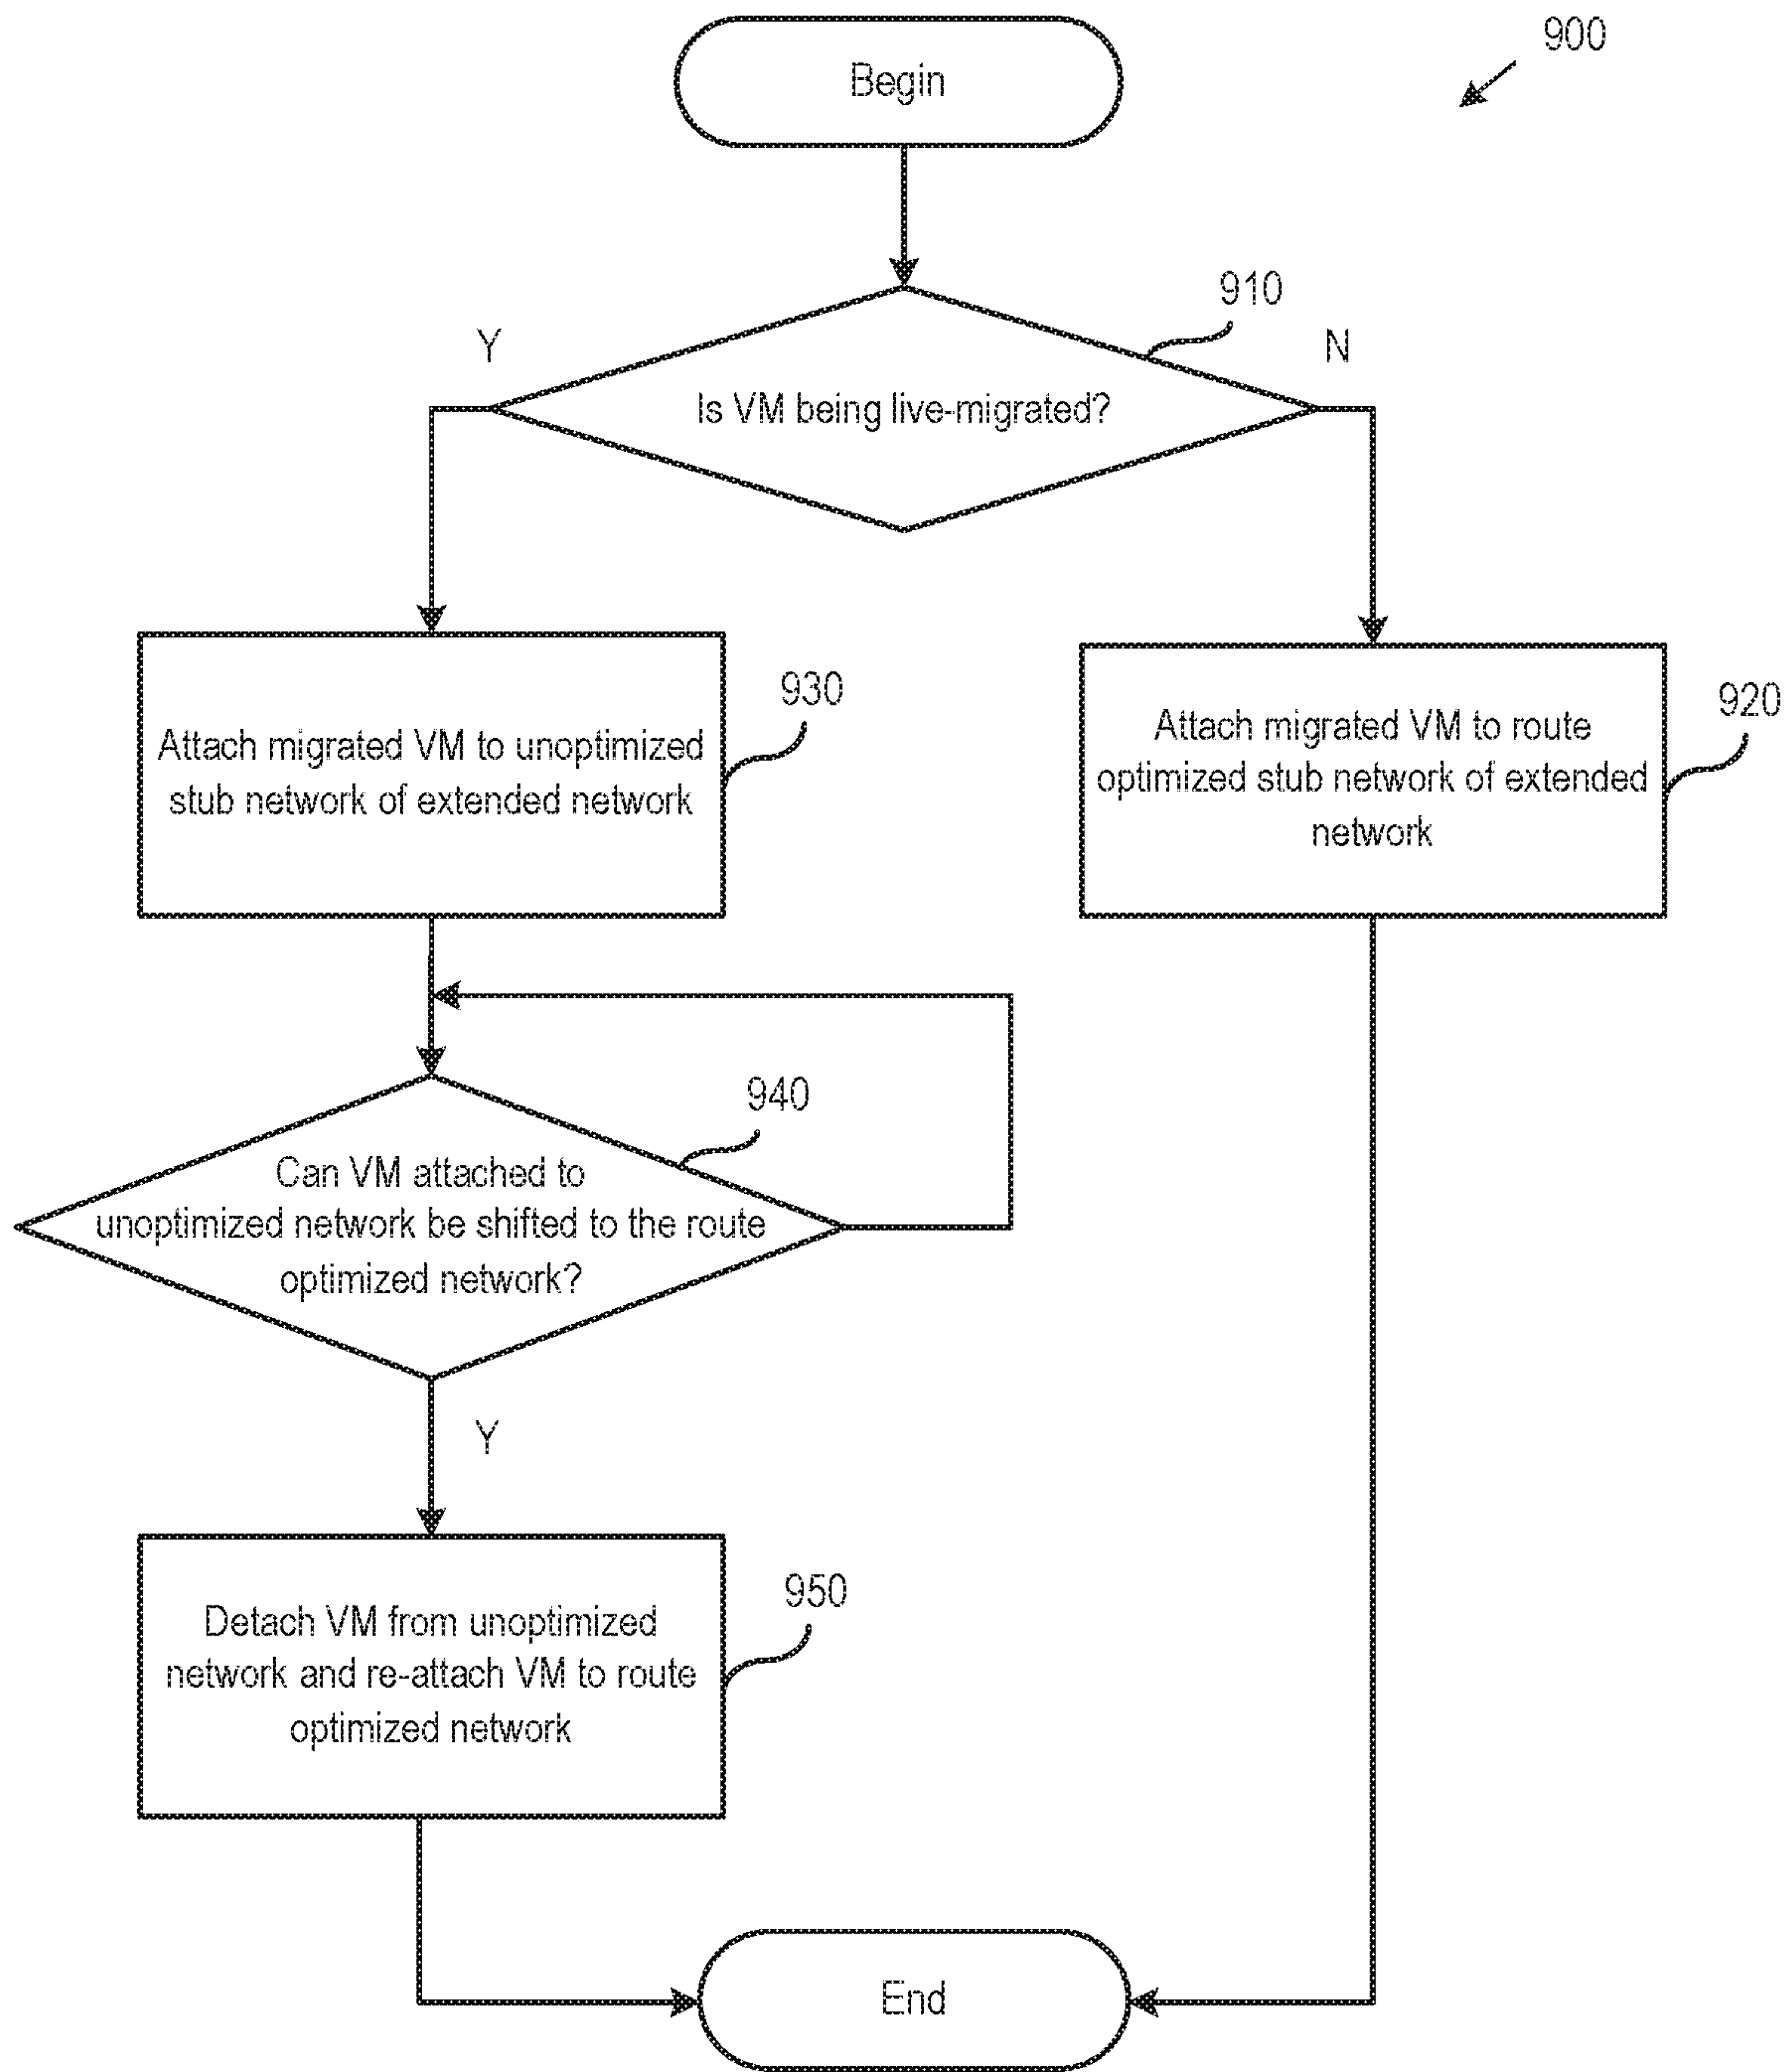 900
Begin
910
Y
N
Is VM being live-migrated?
930
920
Attach migrated VM to unoptimized
stub network of extended network
Attach migrated VM to route
optimized stub network of extended
network
940
Can VM attached to
unoptimized network be shifted to the route
optimized network?
Y
950
Detach VM from unoptimized
network and re-attach VM to route
optimized network
End